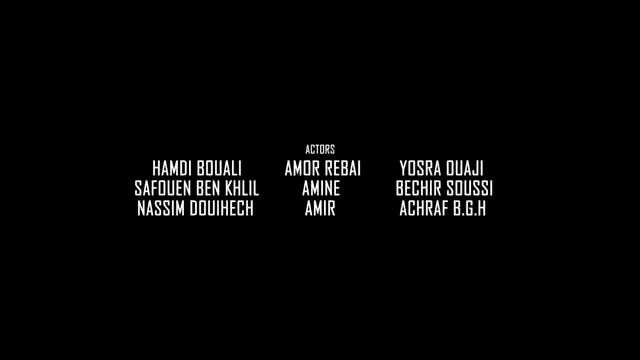 ACTORS
HAMDI BOUALI AMOR REBAI YOSRA OUAJI
SAFOUEN BEN KHLIL AMINE BECHIR SOUSSI
NASSIM DOUIHECH AMIR ACHRAF B.G.H